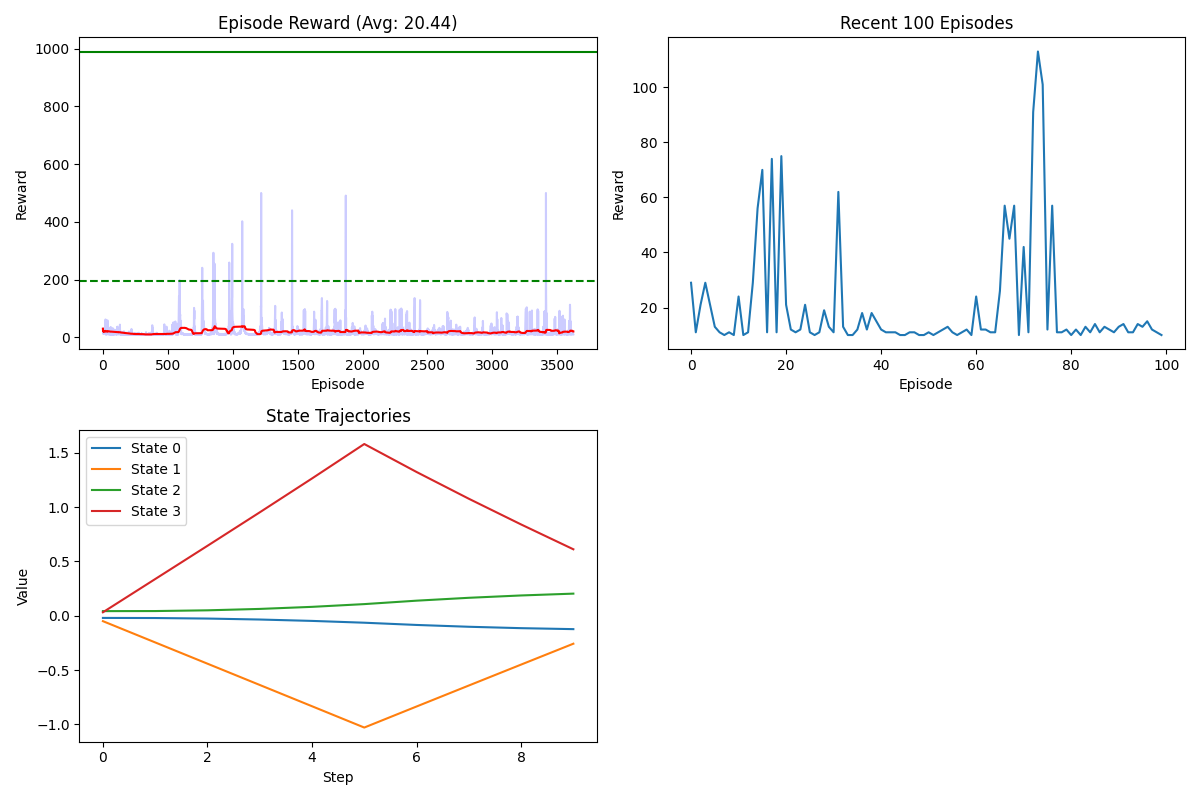 Episode Reward (Avg: 20.44)
Reward
1000
800
600
400
200
0
0 500 1000 1500 2000 2500 3000 3500
Episode
Recent 100 Episodes
Reward
100
80
60
40
20
0 20 40 60 80 100
Episode
State Trajectories
Value
1.5
1.0
0.5
0.0
−0.5
−1.0
State 0
State 1
State 2
State 3
0 2 4 6 8
Step